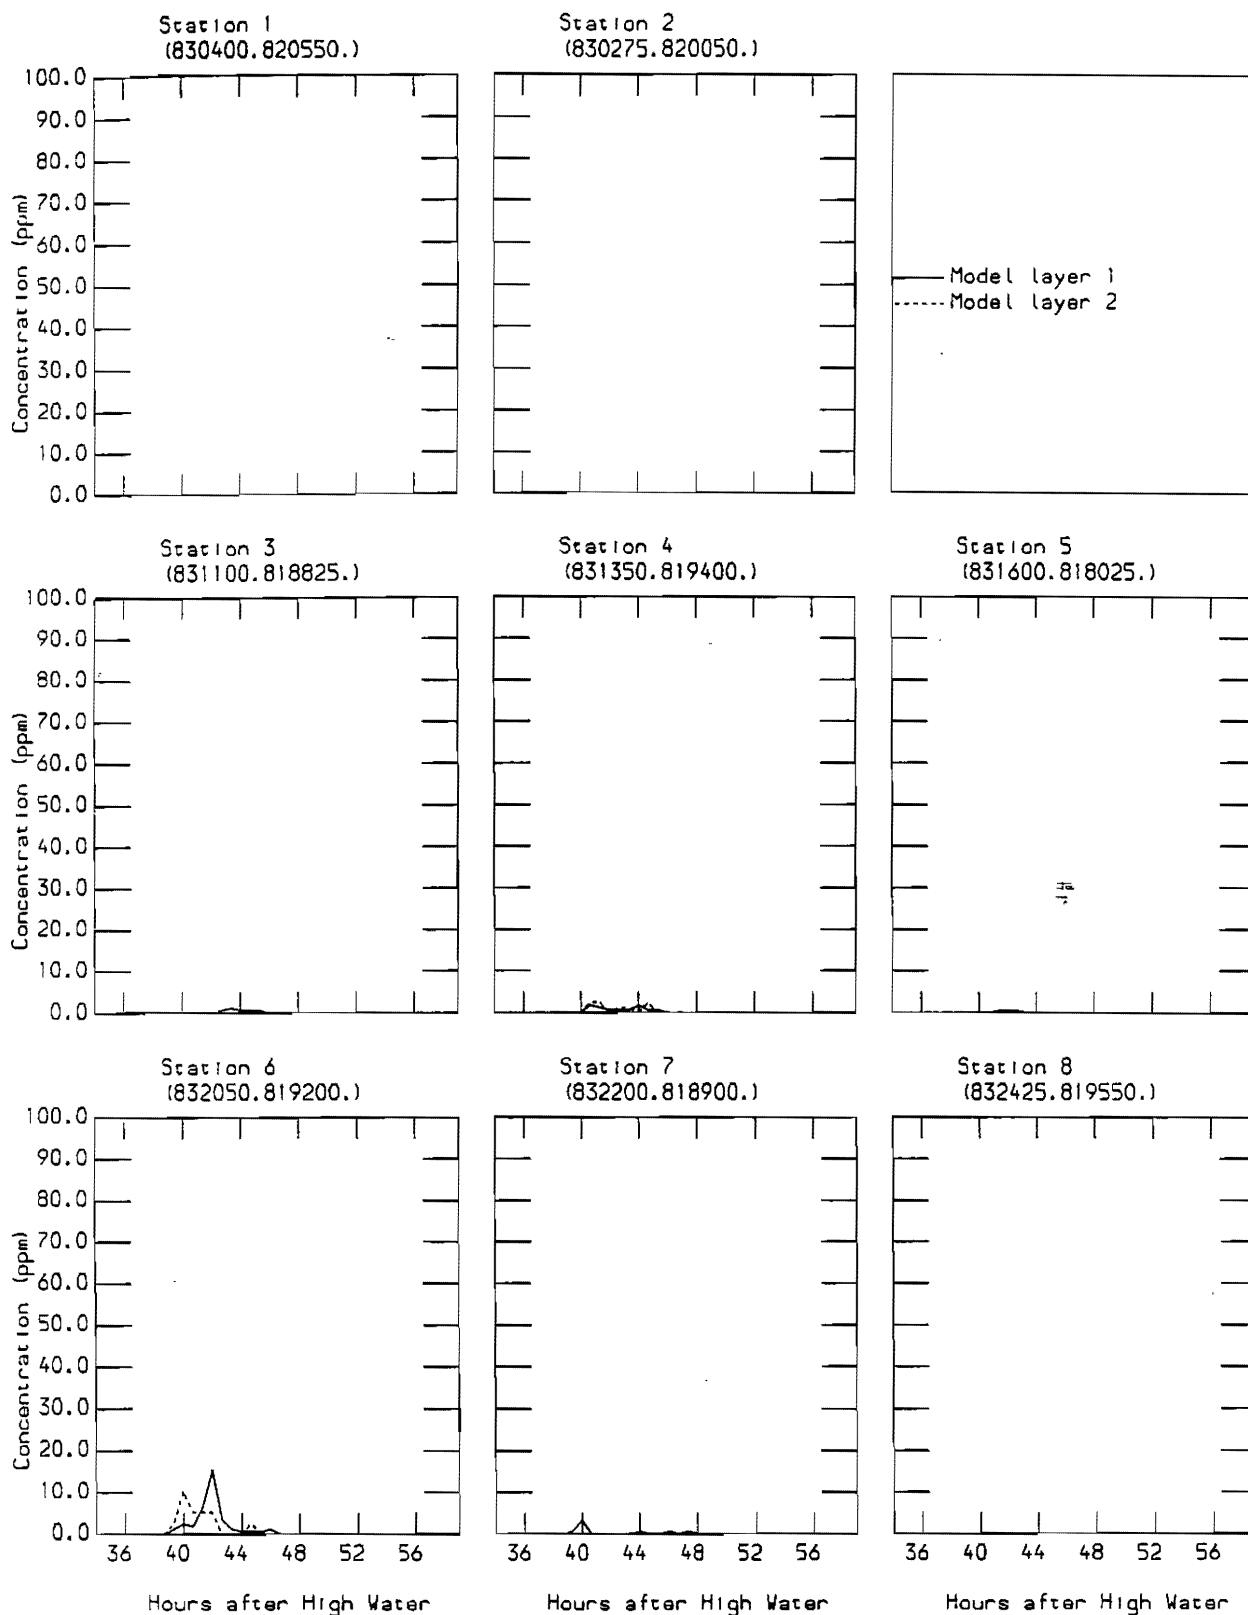 Station 1
(830400.820550.)
Station 2
(830275.820050.)
100.0
90.0
80.0
70.0
60.0
50.0
40.0
30.0
20.0
10.0
0.0
Concentration (ppm)
Model layer 1
Model layer 2
Station 3
(831100.818825.)
Station 4
(831350.819400.)
Station 5
(831600.818025.)
100.0
90.0
80.0
70.0
60.0
50.0
40.0
30.0
20.0
10.0
0.0
Concentration (ppm)
Station 6
(832050.819200.)
Station 7
(832200.818900.)
Station 8
(832425.819550.)
100.0
90.0
80.0
70.0
60.0
50.0
40.0
30.0
20.0
10.0
0.0
Concentration (ppm)
36 40 44 48 52 56
36 40 44 48 52 56
36 40 44 48 52 56
Hours after High Water
Hours after High Water
Hours after High Water